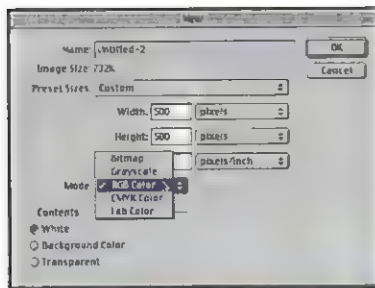 New
Name: Untitled-2
OK
Image Size: 732K
Cancel
Preset Sizes: Custom
Width: 500 pixels
Height: 500 pixels
pixels/inch
Bitmap
Grayscale
Mode ✓ RGB Color
CMYK Color
Lab Color
Contents
White
Background Color
Transparent